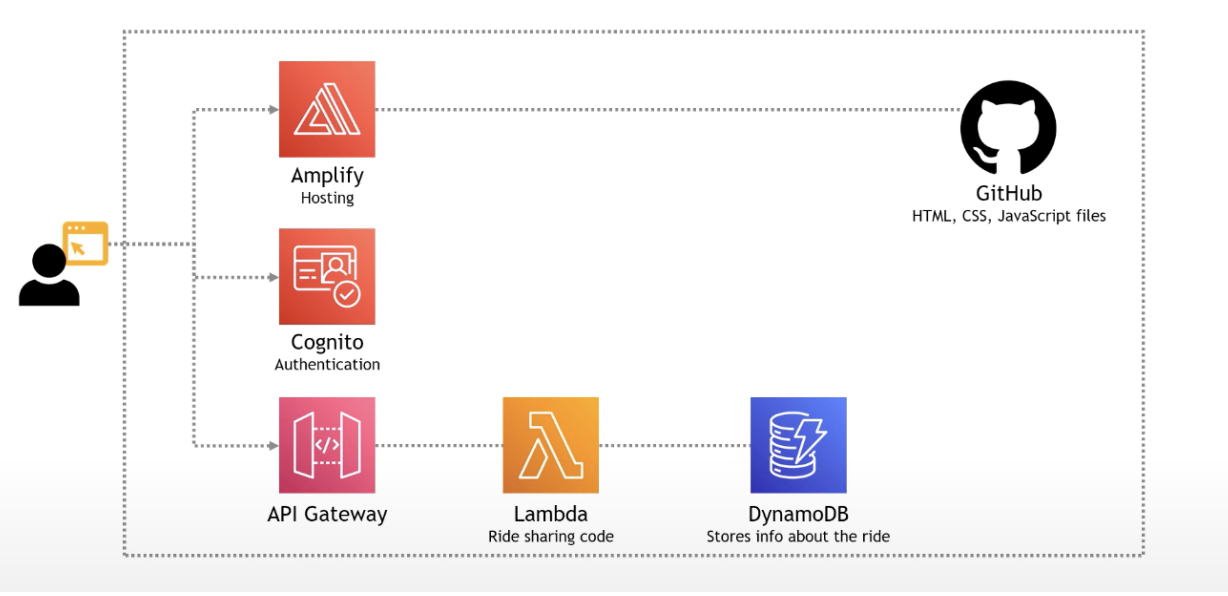 Amplify
Hosting
GitHub
HTML, CSS, JavaScript files
Cognito
Authentication
API Gateway
Lambda
Ride sharing code
DynamoDB
Stores info about the ride